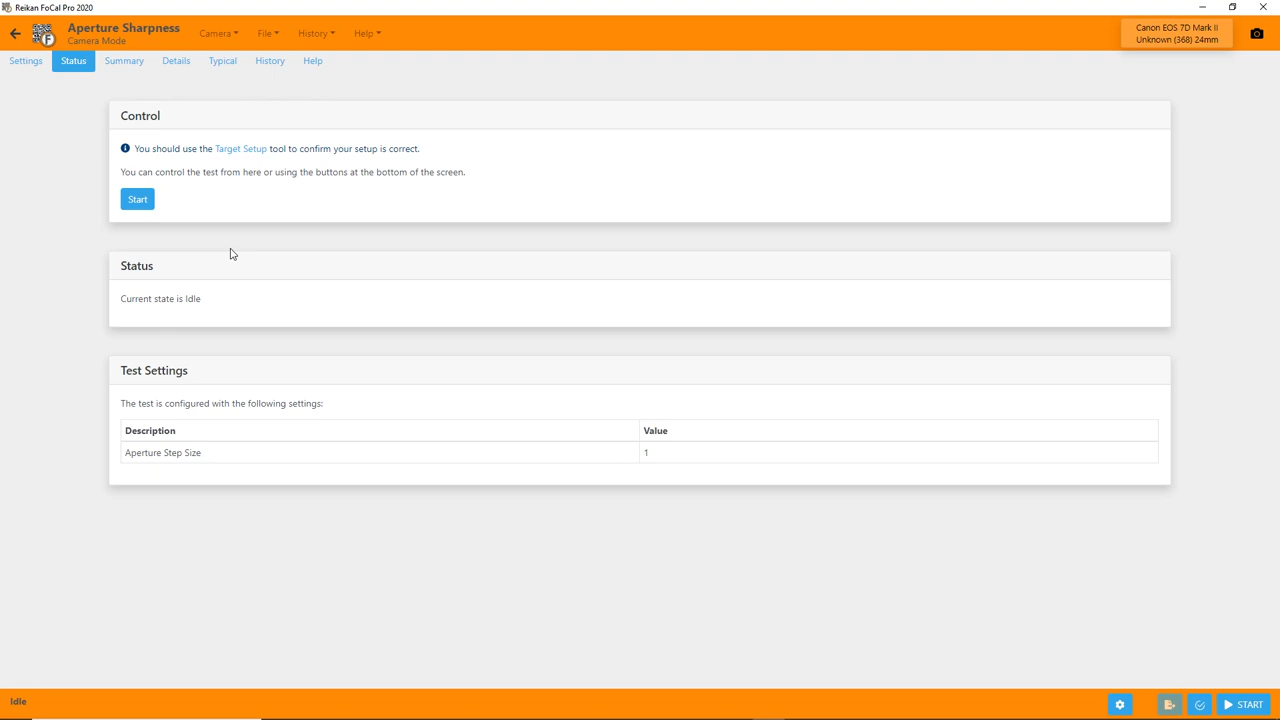 Reikan FoCal Pro 2020
Aperture Sharpness
Camera Mode
Camera File History Help
Canon EOS 7D Mark II
Unknown (368) 24mm
Settings Status Summary Details Typical History Help
Control
You should use the Target Setup tool to confirm your setup is correct.
You can control the test from here or using the buttons at the bottom of the screen.
Start
Status
Current state is Idle
Test Settings
The test is configured with the following settings:
Description Value
Aperture Step Size 1
Idle START